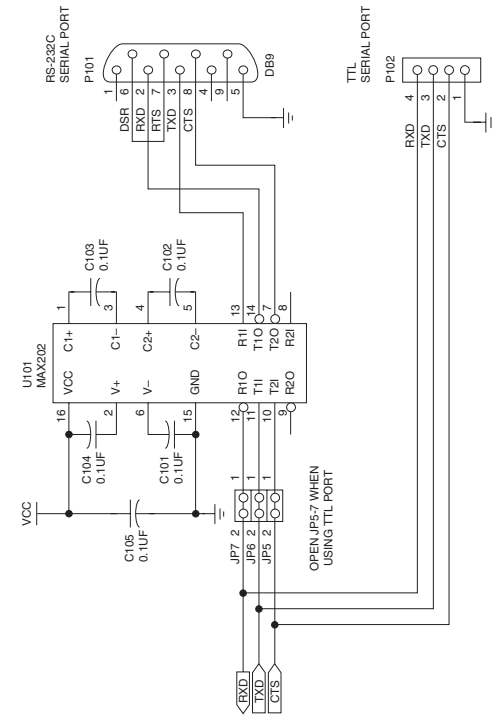 RS-232C
SERIAL PORT
P101
DB9
1
6
2
7
3
8
4
9
5
DSR
RXD
RTS
TXD
CTS
TTL
SERIAL PORT
P102
4
3
2
1
RXD
TXD
CTS
U101
MAX202
16
VCC
2
V+
6
V−
15
GND
1
C1+
3
C1−
4
C2+
5
C2−
12
R1O
11
T1I
10
T2I
9
R2O
13
R1I
14
T1O
7
T2O
8
R2I
C103
0.1UF
C102
0.1UF
C104
0.1UF
C101
0.1UF
C105
0.1UF
VCC
JP7 2 1
JP6 2 1
JP5 2 1
OPEN JP5-7 WHEN
USING TTL PORT
RXD
TXD
CTS